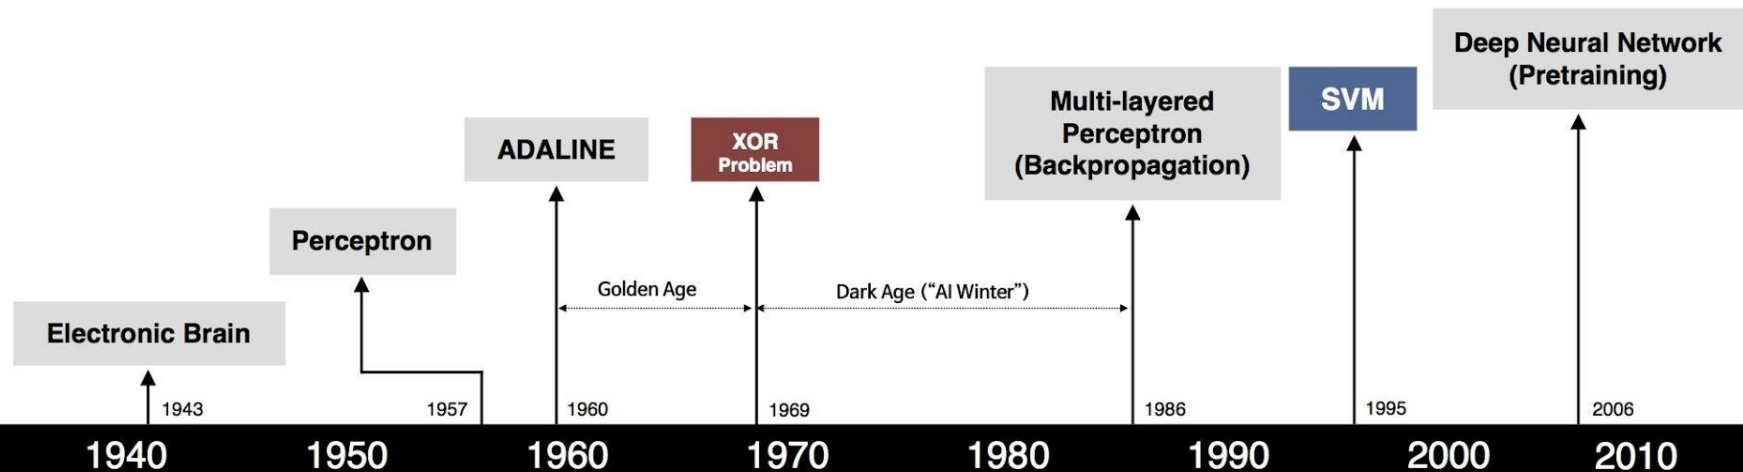 Electronic Brain
1943
Perceptron
1957
ADALINE
1960
Golden Age
XOR
Problem
1969
Dark Age (“AI Winter”)
Multi-layered
Perceptron
(Backpropagation)
1986
SVM
1995
Deep Neural Network
(Pretraining)
2006
1940 1950 1960 1970 1980 1990 2000 2010